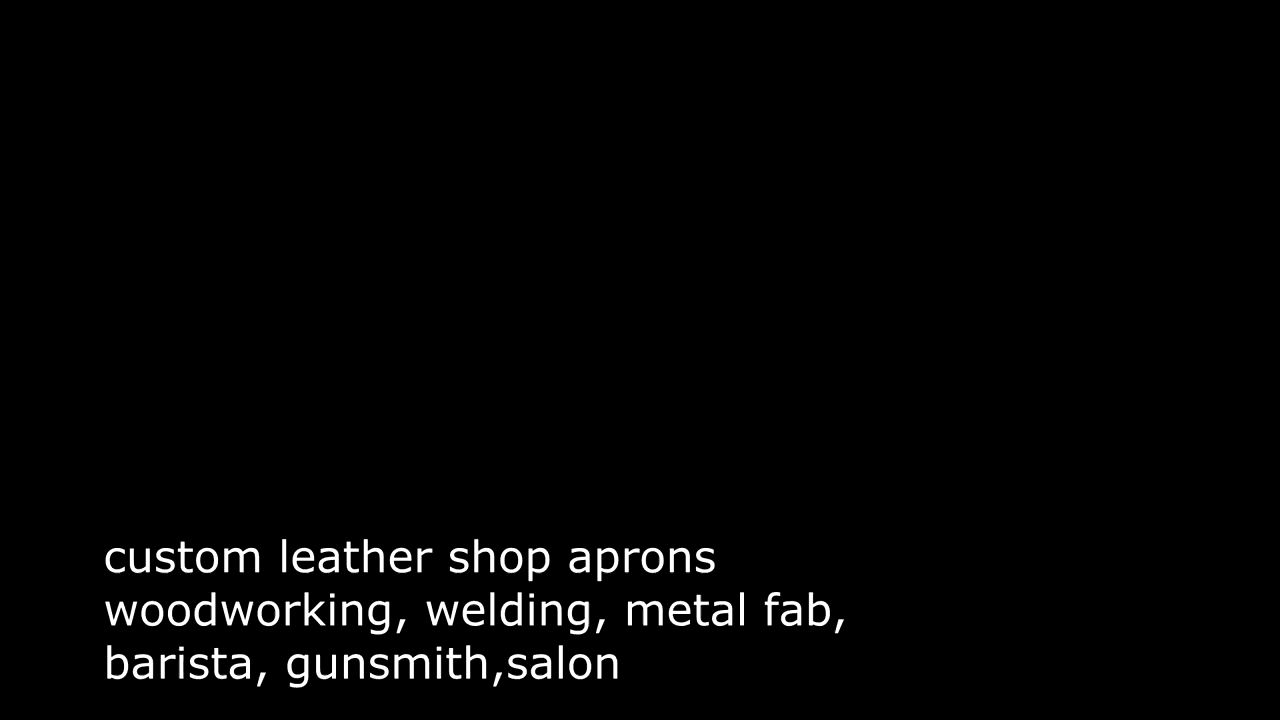 custom leather shop aprons
woodworking, welding, metal fab,
barista, gunsmith,salon